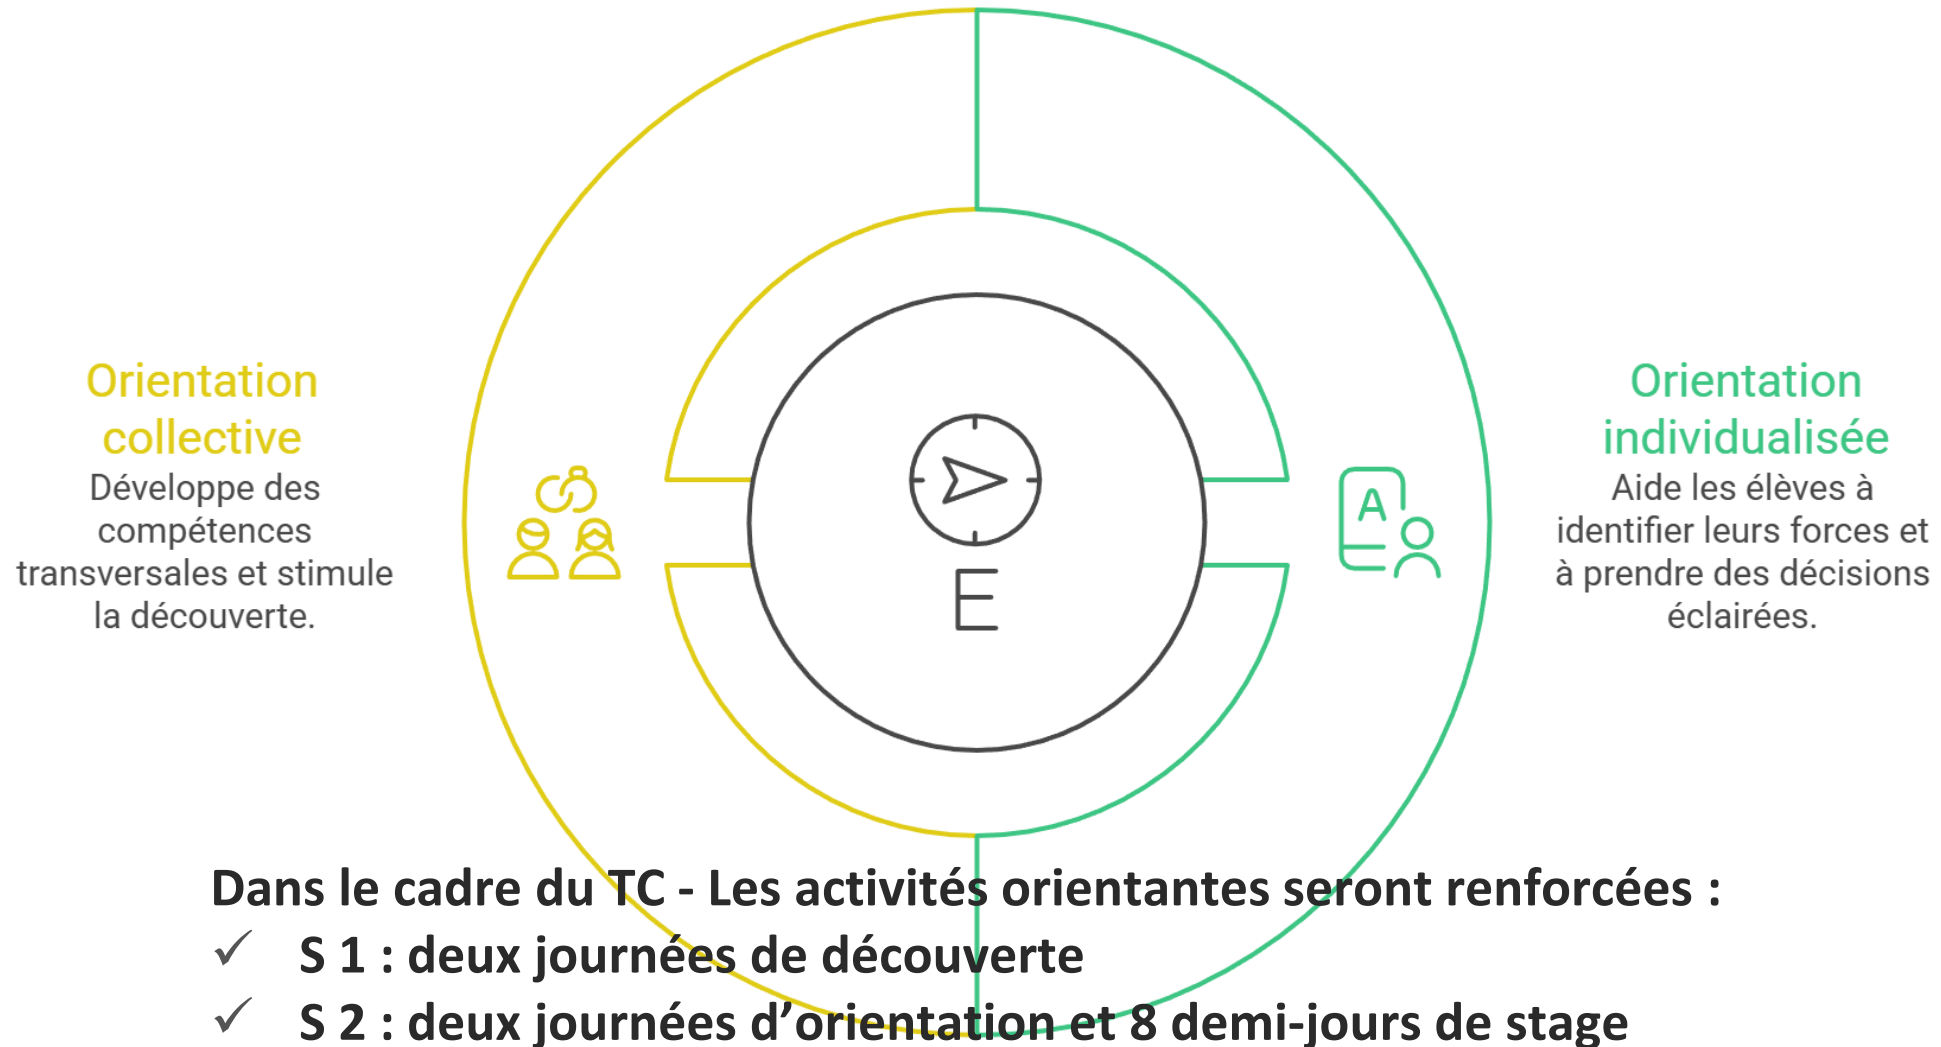 Orientation
collective
Développe des
compétences
transversales et stimule
la découverte.
A
E
Orientation
individualisée
Aide les élèves à
identifier leurs forces et
à prendre des décisions
éclairées.
Dans le cadre du TC - Les activités orientantes seront renforcées :
✓ S 1 : deux journées de découverte
✓ S 2 : deux journées d’orientation et 8 demi-jours de stage